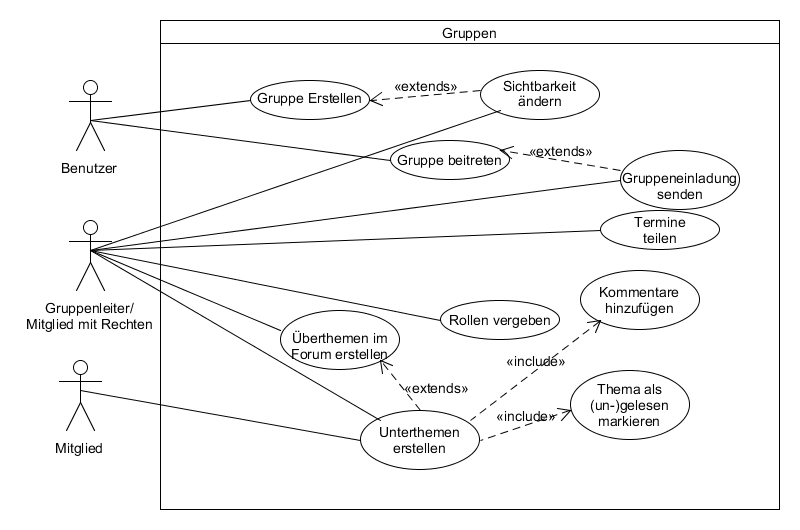 Gruppen
Gruppe Erstellen
«extends»
Sichtbarkeit
ändern
Benutzer
Gruppe beitreten
«extends»
Gruppeneinladung
senden
Termine
teilen
Gruppenleiter/
Mitglied mit Rechten
Rollen vergeben
Kommentare
hinzufügen
Überthemen im
Forum erstellen
«include»
«extends»
Thema als
(un-)gelesen
markieren
«include»
Mitglied
Unterthemen
erstellen